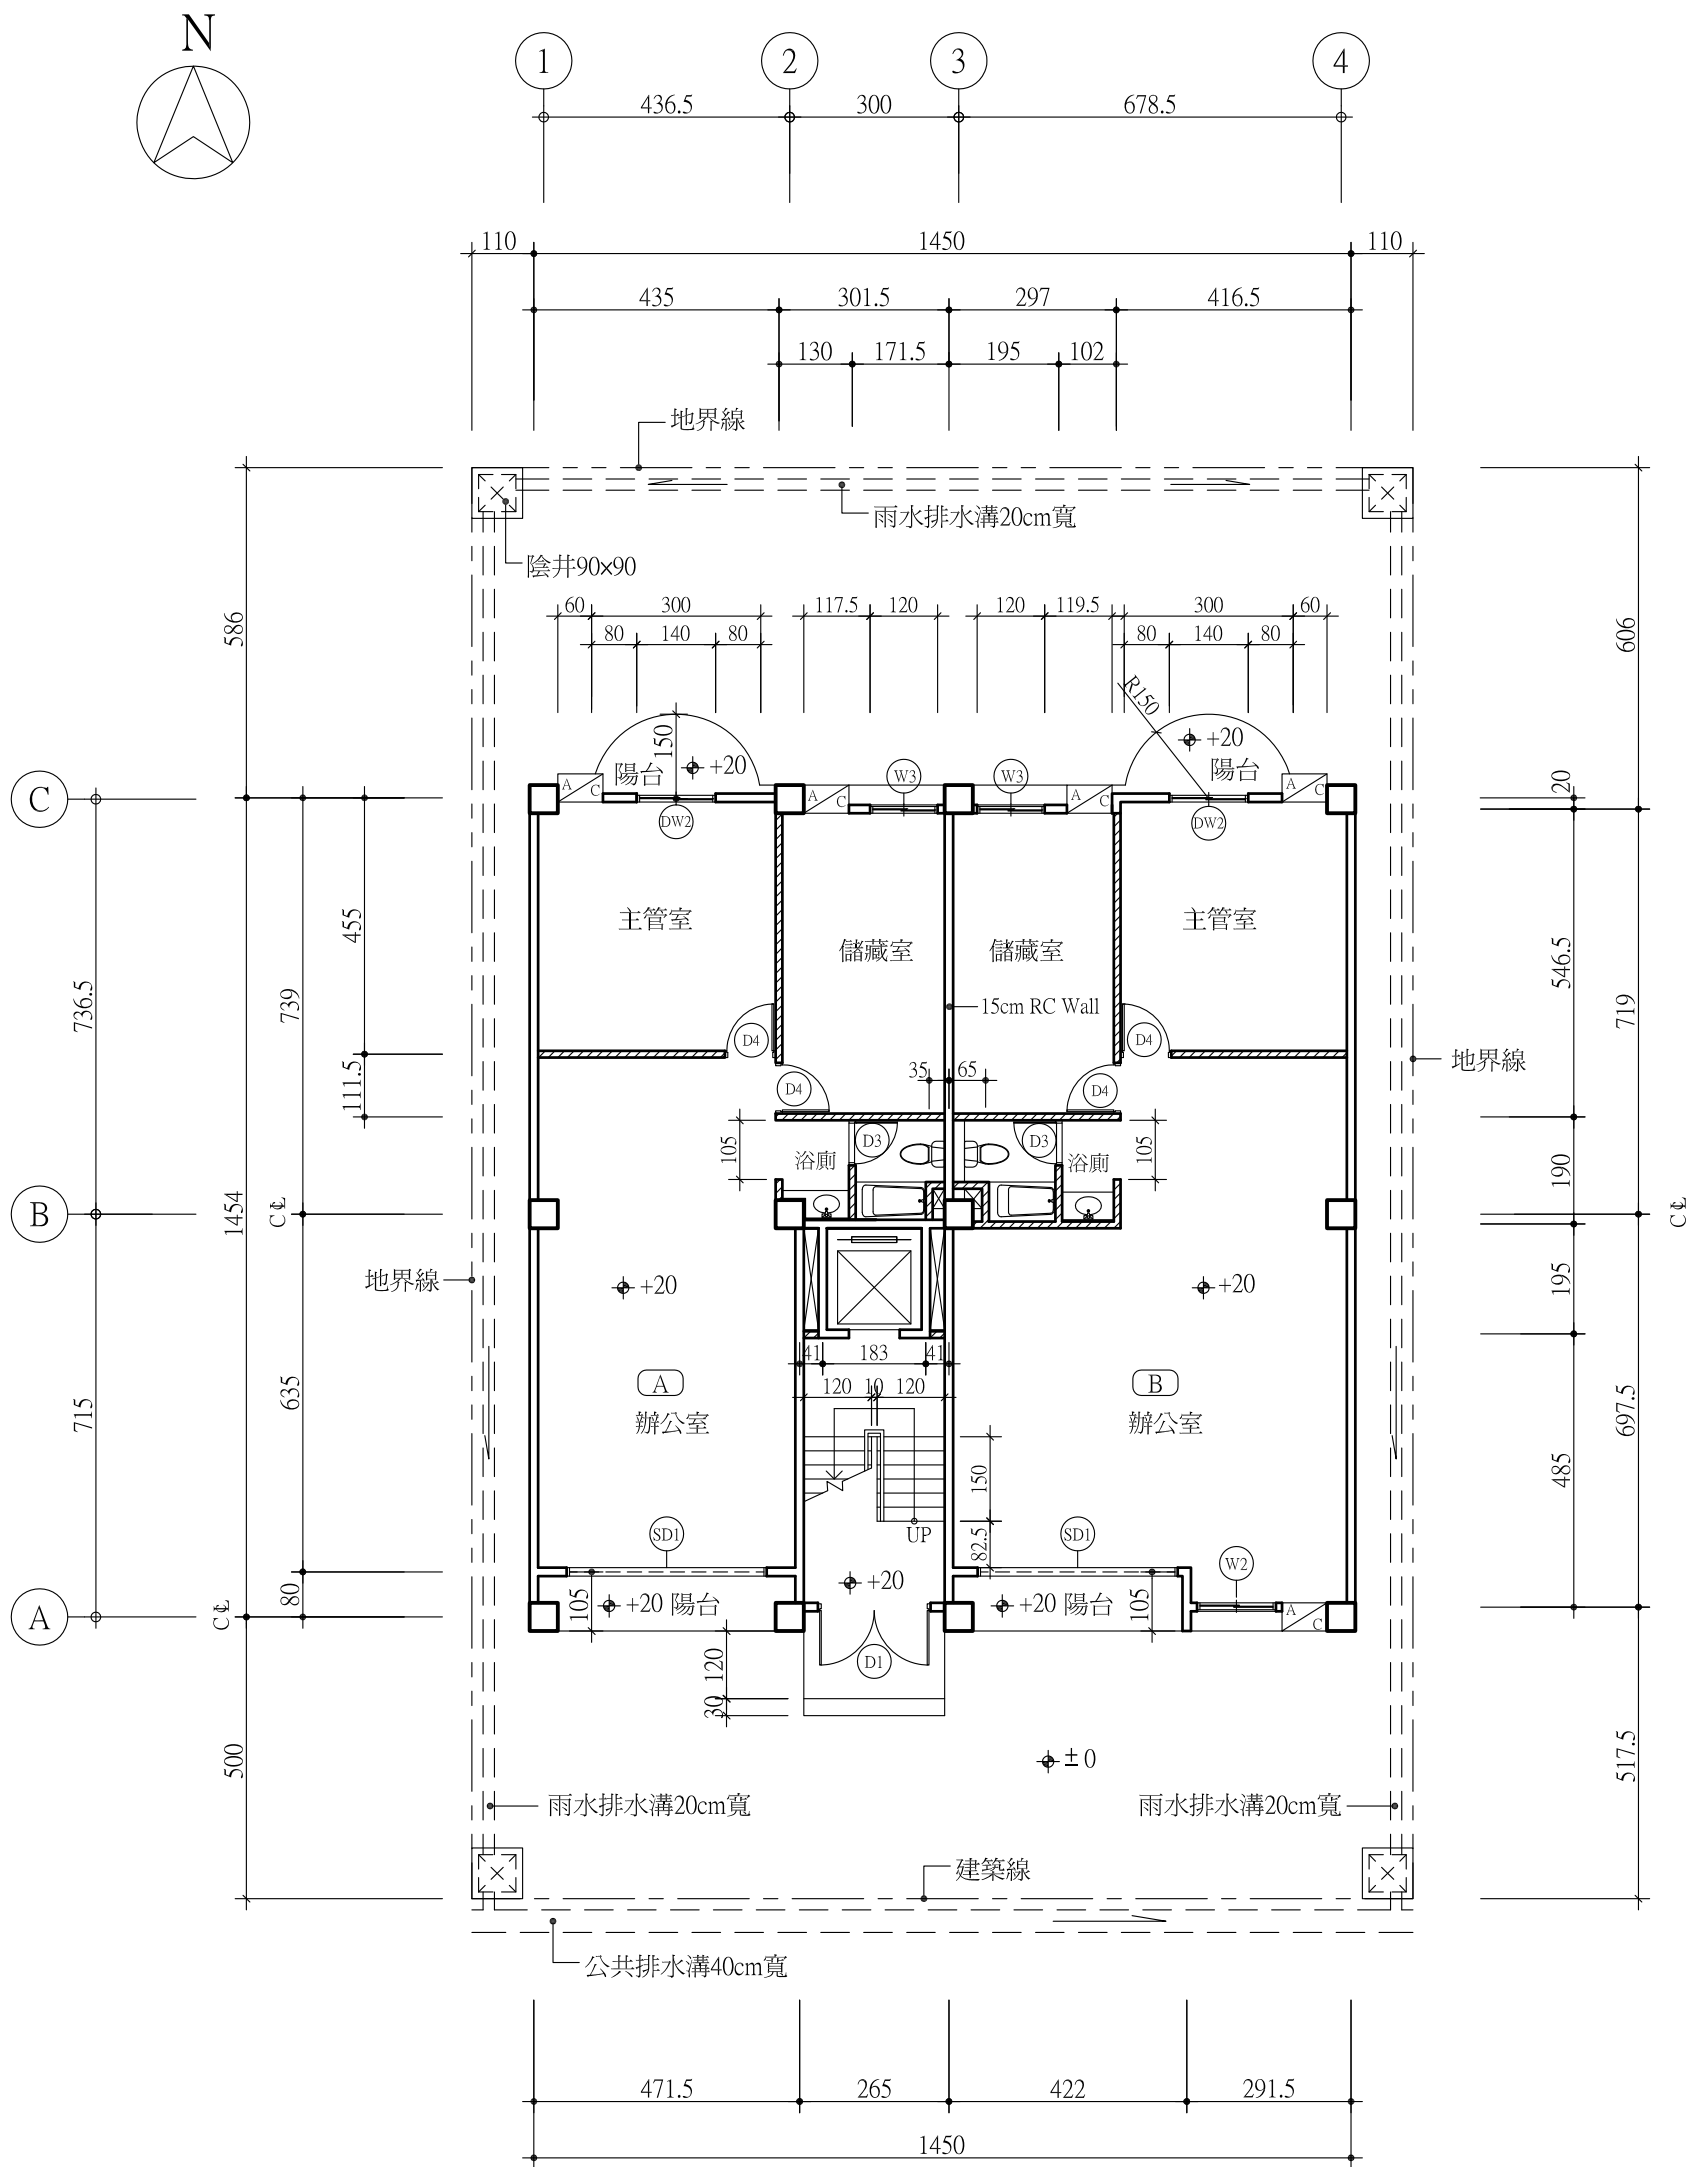 N
1 2 3 4
436.5 300 678.5
110 1450 110
435 301.5 297 416.5
130 171.5 195 102
地界線
雨水排水溝20cm寬
陰井90×90
60 300 117.5 120 120 119.5 300 60
80 140 80 80 140 80
586
606
R150
150
+20
陽台
+20
陽台
A C
A C
W3
W3
A C
A C
20
C
DW2
DW2
主管室
儲藏室
儲藏室
主管室
455
736.5
739
546.5
719
15cm RC Wall
D4
D4
地界線
111.5
35 65
D4
D4
105
浴廁
D3
D3
浴廁
105
190
B
1454
C℄
C℄
地界線
+20
+20
195
41 183 41
120 10 120
A
辦公室
B
辦公室
715
635
697.5
485
150
UP
82.5
SD1
SD1
W2
+20
A
80
C℄
105
+20 陽台
+20 陽台
105
A C
D1
120
30
±0
500
517.5
雨水排水溝20cm寬
雨水排水溝20cm寬
建築線
公共排水溝40cm寬
471.5 265 422 291.5
1450